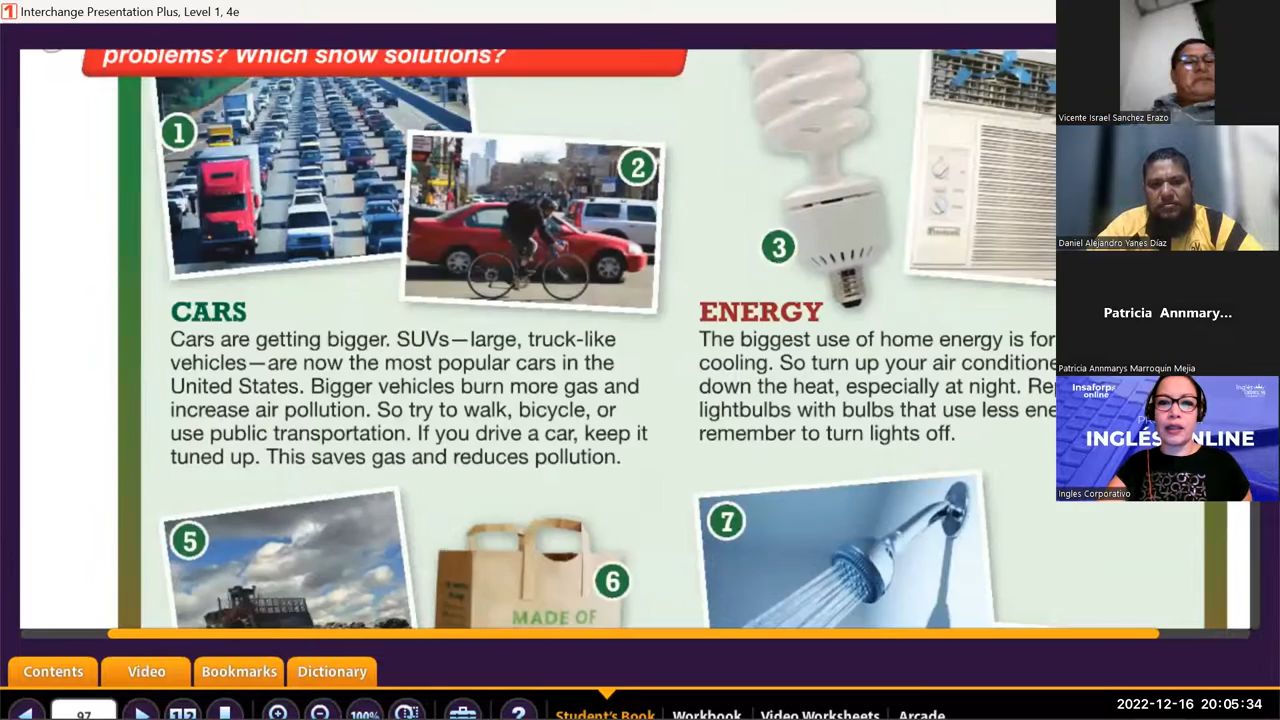 Interchange Presentation Plus, Level 1, 4e
problems? Which show solutions?
1
2
3
CARS
Cars are getting bigger. SUVs—large, truck-like
vehicles—are now the most popular cars in the
United States. Bigger vehicles burn more gas and
increase air pollution. So try to walk, bicycle, or
use public transportation. If you drive a car, keep it
tuned up. This saves gas and reduces pollution.
ENERGY
The biggest use of home energy is for
cooling. So turn up your air conditione
down the heat, especially at night. Re
lightbulbs with bulbs that use less ene
remember to turn lights off.
5
6
MADE OF
7
Vicente Israel Sanchez Erazo
Daniel Alejandro Yanes Díaz
Patricia Annmary...
Patricia Annmarys Marroquin Mejia
Insaforp
online
INGLÉS ONLINE
Ingles Corporativo
Contents
Video
Bookmarks
Dictionary
97
100%
?
Student's Book
Workbook
Video Worksheets
Arcade
2022-12-16 20:05:34